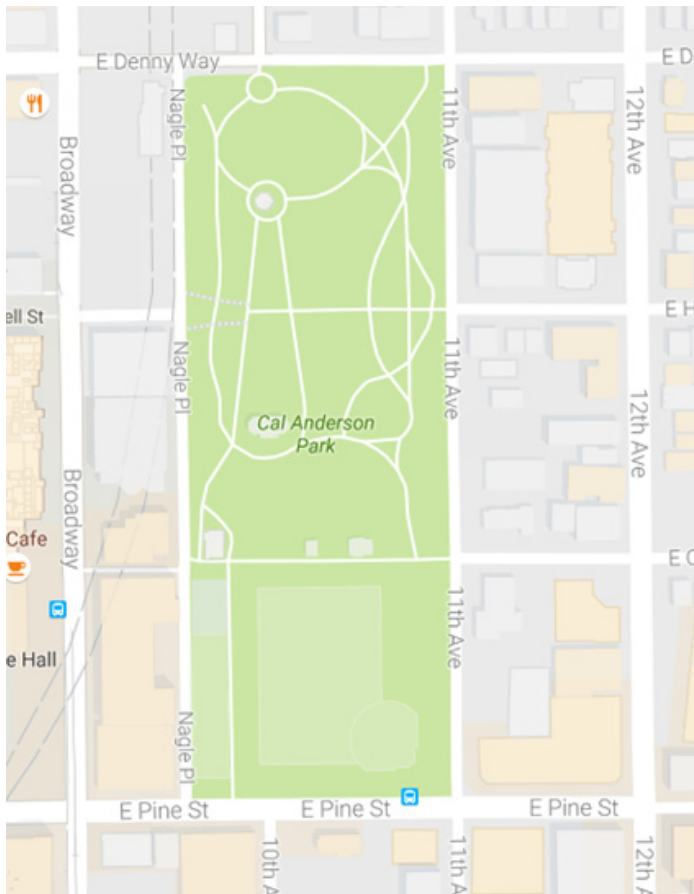 E Denny Way
E D
Nagle Pl
11th Ave
12th Ave
Broadway
ell St
E H
Nagle Pl
11th Ave
12th Ave
Cal Anderson
Park
Broadway
Cafe
E C
11th Ave
e Hall
Nagle Pl
E Pine St
E Pine St
E Pine St
10th A
11th A
12th A